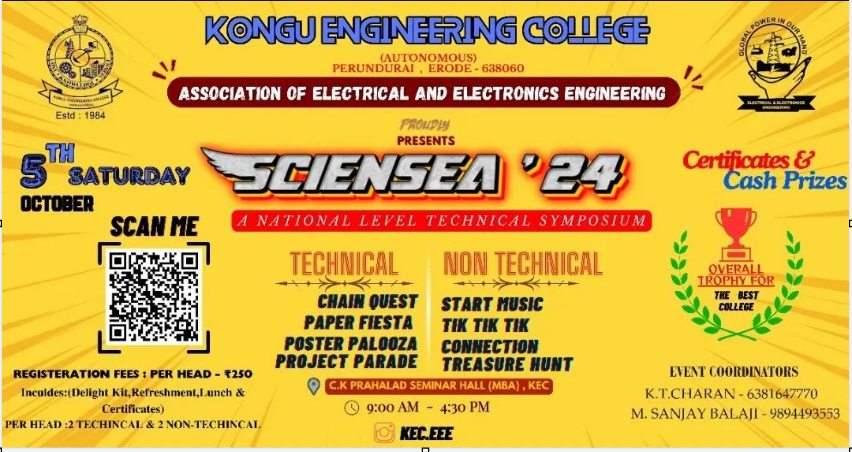 KONGU ENGINEERING COLLEGE
(AUTONOMOUS)
PERUNDURAI , ERODE - 638060
ASSOCIATION OF ELECTRICAL AND ELECTRONICS ENGINEERING
Estd : 1984
GLOBAL POWER IN OUR HAND
ELECTRICAL & ELECTRONICS
ENGINEERING
PROUDLY
PRESENTS
SCIENSEA '24
A NATIONAL LEVEL TECHNICAL SYMPOSIUM
5TH SATURDAY
OCTOBER
SCAN ME
Certificates &
Cash Prizes
OVERALL
TROPHY FOR
THE BEST
COLLEGE
TECHNICAL
CHAIN QUEST
PAPER FIESTA
POSTER PALOOZA
PROJECT PARADE
NON TECHNICAL
START MUSIC
TIK TIK TIK
CONNECTION
TREASURE HUNT
C.K PRAHALAD SEMINAR HALL (MBA) , KEC
9:00 AM - 4:30 PM
KEC.EEE
REGISTERATION FEES : PER HEAD - ₹250
Inculdes:(Delight Kit,Refreshment,Lunch &
Certificates)
PER HEAD :2 TECHINCAL & 2 NON-TECHINCAL
EVENT COORDINATORS
K.T.CHARAN - 6381647770
M. SANJAY BALAJI - 9894493553